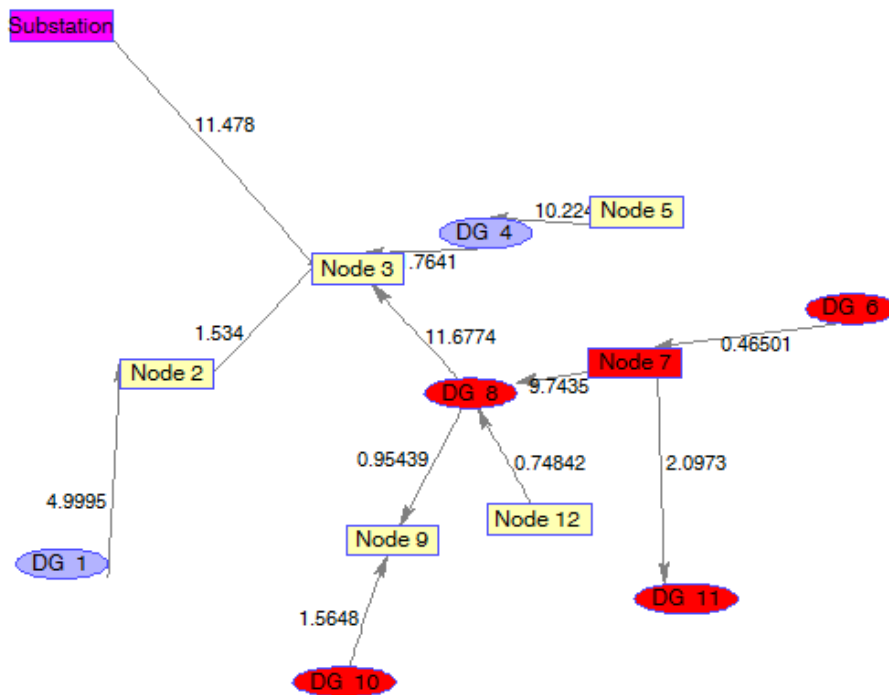 Substation
11.478
10.224
Node 5
DG 4
.7641
Node 3
DG 6
0.46501
1.534
11.6774
Node 7
9.7435
Node 2
DG 8
0.95439
0.74842
2.0973
4.9995
Node 12
Node 9
DG 1
DG 11
1.5648
DG 10